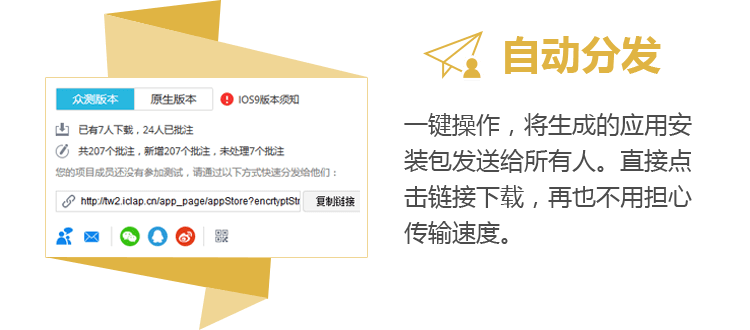 自动分发
一键操作，将生成的应用安
装包发送给所有人。直接点
击链接下载，再也不用担心
传输速度。
众测版本 原生版本 IOS9版本须知
已有7人下载，24人已批注
共207个批注，新增207个批注，未处理7个批注
您的项目成员还没有参加测试，请通过以下方式快速分发给他们：
http://tw2.iclap.cn/app_page/appStore?encrtyptStr 复制链接